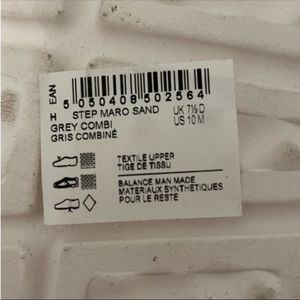 EAN
H
5 050408 502564
STEP MARO SAND
GREY COMBI
GRIS COMBINÉ
UK 7½ D
US 10 M
TEXTILE UPPER
TIGE DE TISSU
BALANCE MAN MADE
MATERIAUX SYNTHÉTIQUES
POUR LE RESTE